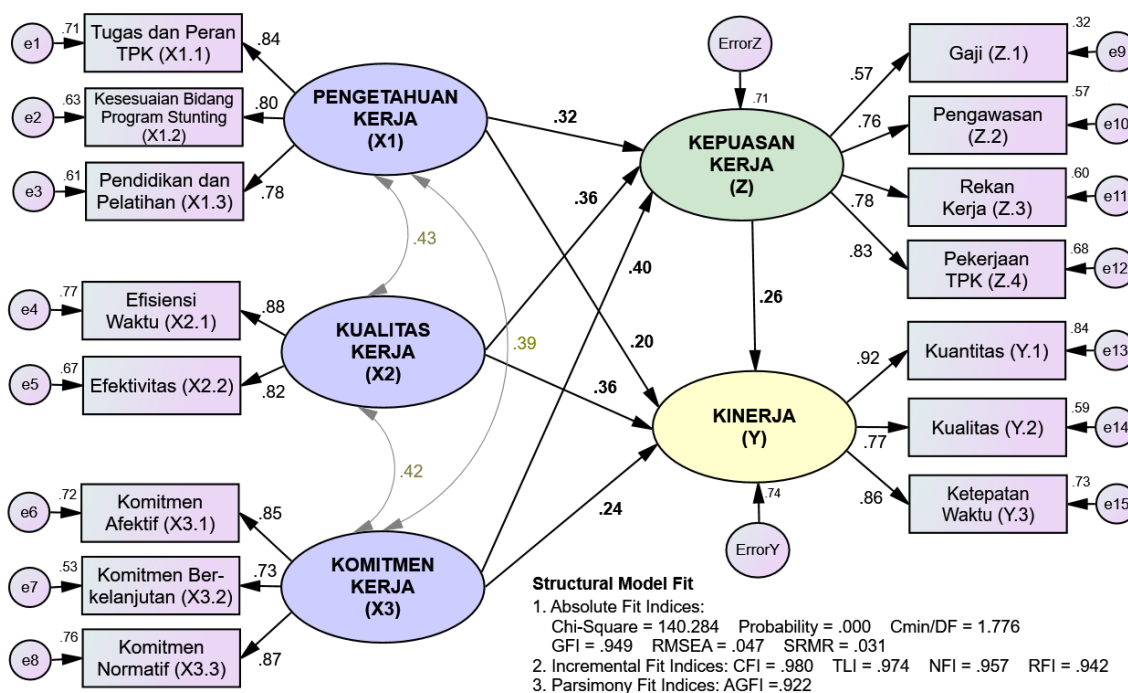 e1
.71
Tugas dan Peran
TPK (X1.1)
.84
e2
.63
Kesesuaian Bidang
Program Stunting
(X1.2)
.80
e3
.61
Pendidikan dan
Pelatihan (X1.3)
.78
PENGETAHUAN
KERJA
(X1)
e4
.77
Efisiensi
Waktu (X2.1)
.88
e5
.67
Efektivitas (X2.2)
.82
KUALITAS
KERJA
(X2)
e6
.72
Komitmen
Afektif (X3.1)
.85
e7
.53
Komitmen Ber-
kelanjutan (X3.2)
.73
e8
.76
Komitmen
Normatif (X3.3)
.87
KOMITMEN
KERJA
(X3)
.43
.39
.42
.32
.36
.40
.20
.36
.24
.26
ErrorZ
.71
KEPUASAN
KERJA
(Z)
.57
Gaji (Z.1)
.32
e9
.76
Pengawasan
(Z.2)
.57
e10
.78
Rekan
Kerja (Z.3)
.60
e11
.83
Pekerjaan
TPK (Z.4)
.68
e12
KINERJA
(Y)
.74
ErrorY
.92
Kuantitas (Y.1)
.84
e13
.77
Kualitas (Y.2)
.59
e14
.86
Ketepatan
Waktu (Y.3)
.73
e15
Structural Model Fit
1. Absolute Fit Indices:
Chi-Square = 140.284 Probability = .000 Cmin/DF = 1.776
GFI = .949 RMSEA = .047 SRMR = .031
2. Incremental Fit Indices: CFI = .980 TLI = .974 NFI = .957 RFI = .942
3. Parsimony Fit Indices: AGFI =.922